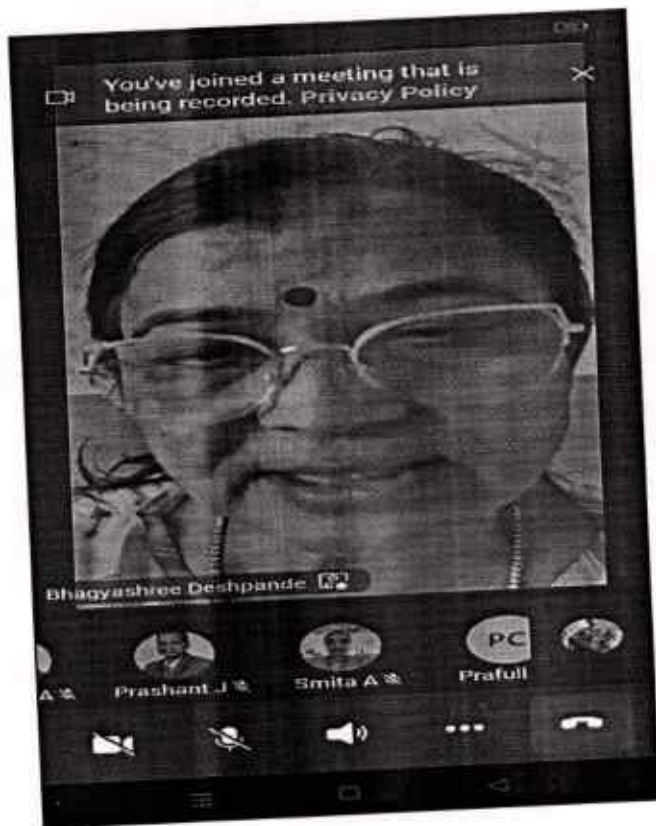 You've joined a meeting that is
being recorded. Privacy Policy
Bhagyashree Deshpande
A
Prashant J
Smita A
PC
Prafull